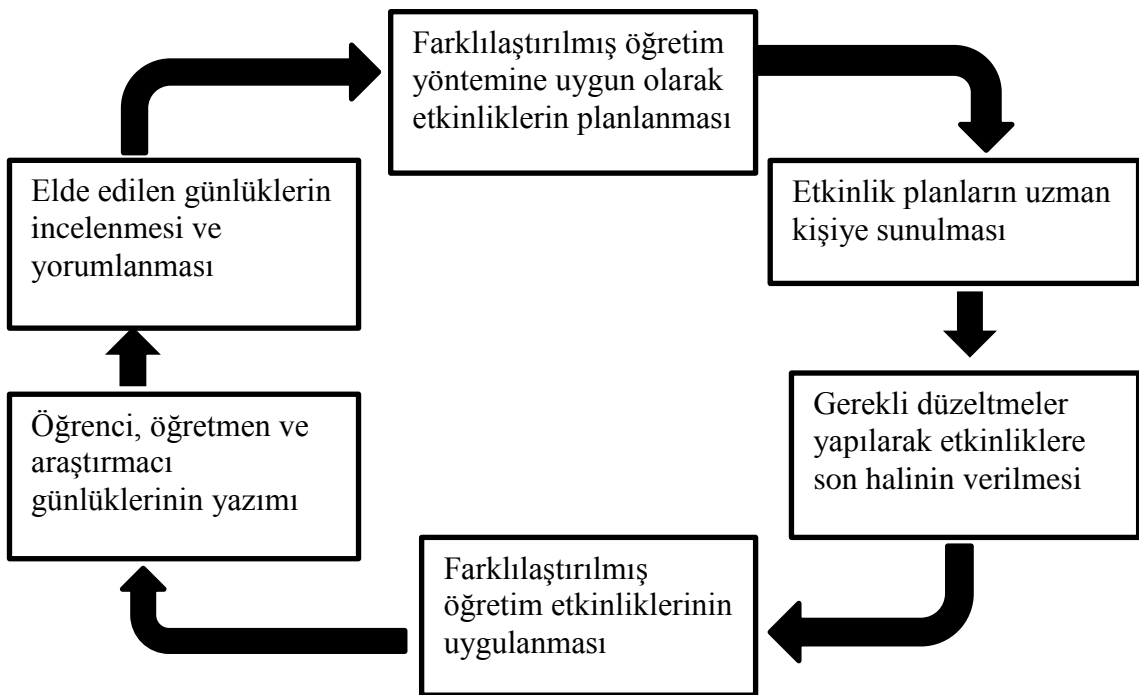 Farklılaştırılmış öğretim
yöntemine uygun olarak
etkinliklerin planlanması
Etkinlik planların uzman
kişiye sunulması
Gerekli düzeltmeler
yapılarak etkinliklere
son halinin verilmesi
Farklılaştırılmış
öğretim etkinliklerinin
uygulanması
Öğrenci, öğretmen ve
araştırmacı
günlüklerinin yazımı
Elde edilen günlüklerin
incelenmesi ve
yorumlanması